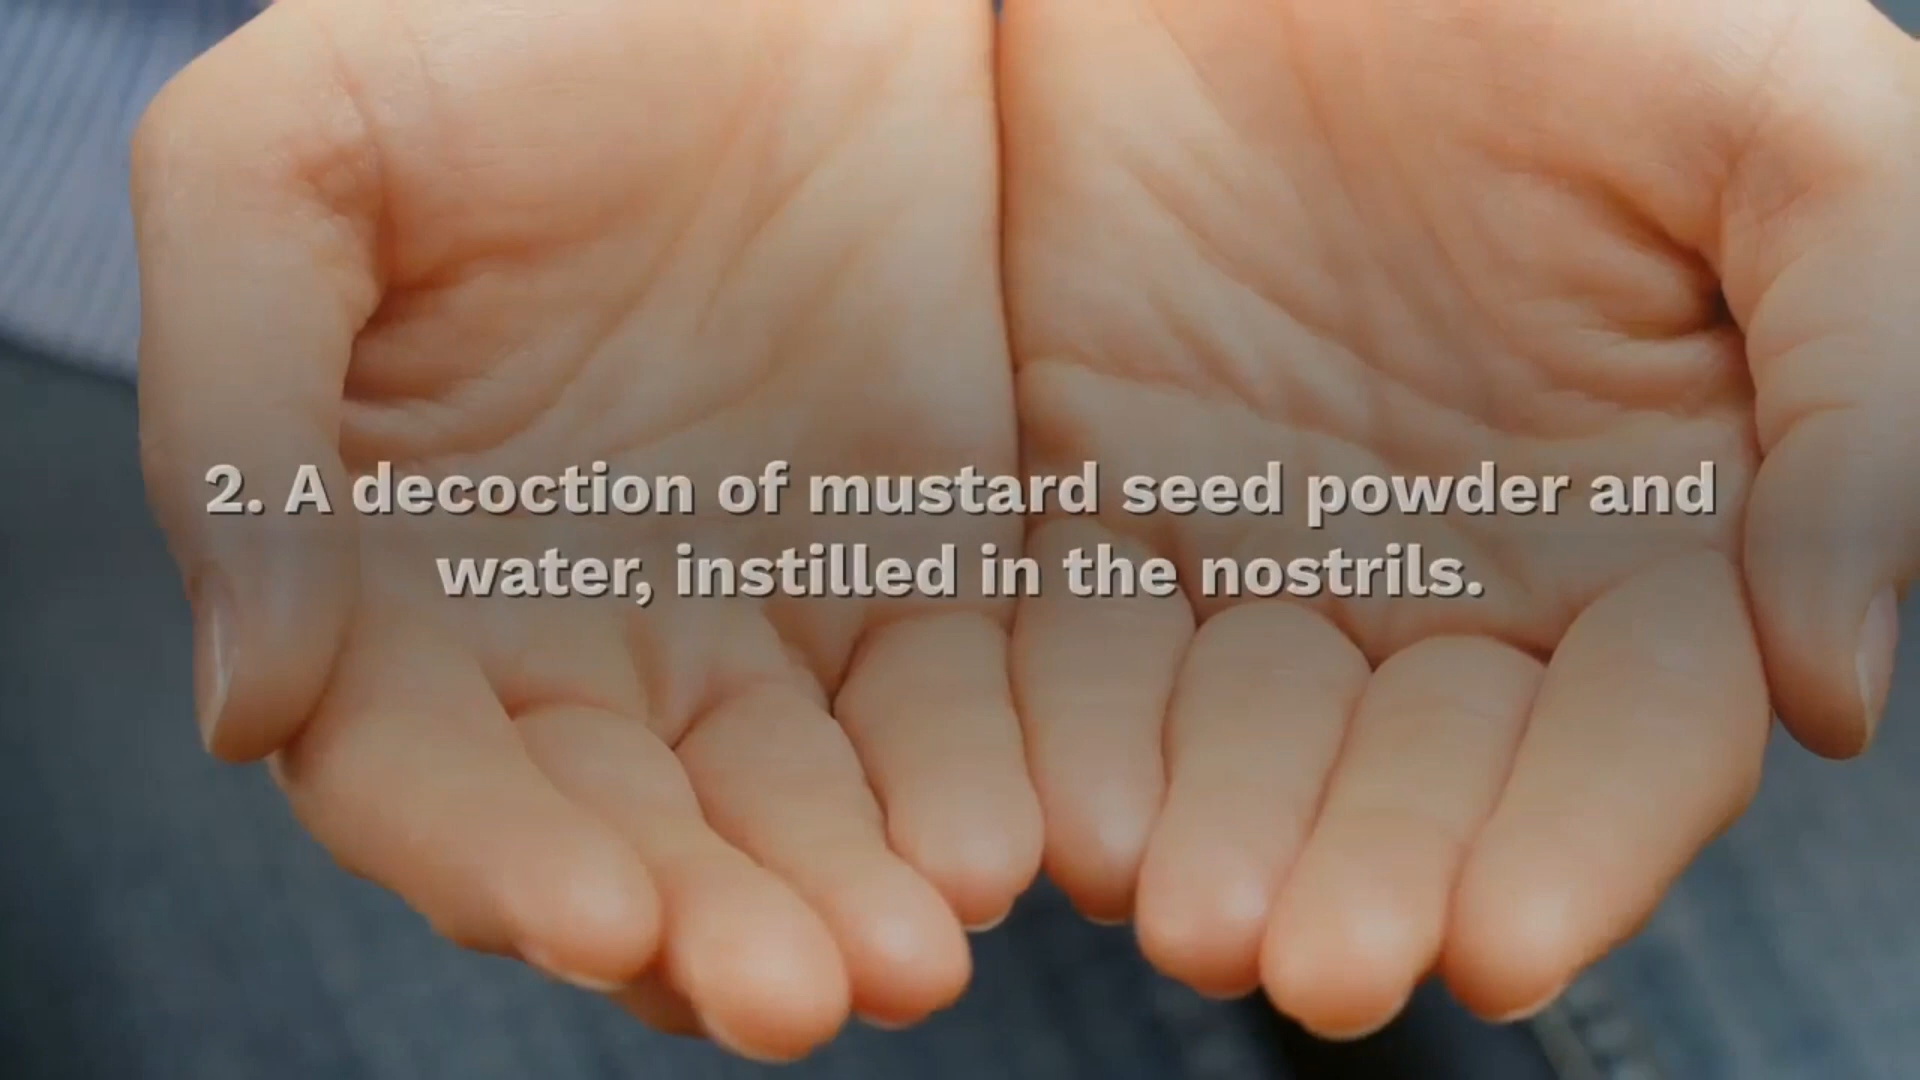 2. A decoction of mustard seed powder and
water, instilled in the nostrils.